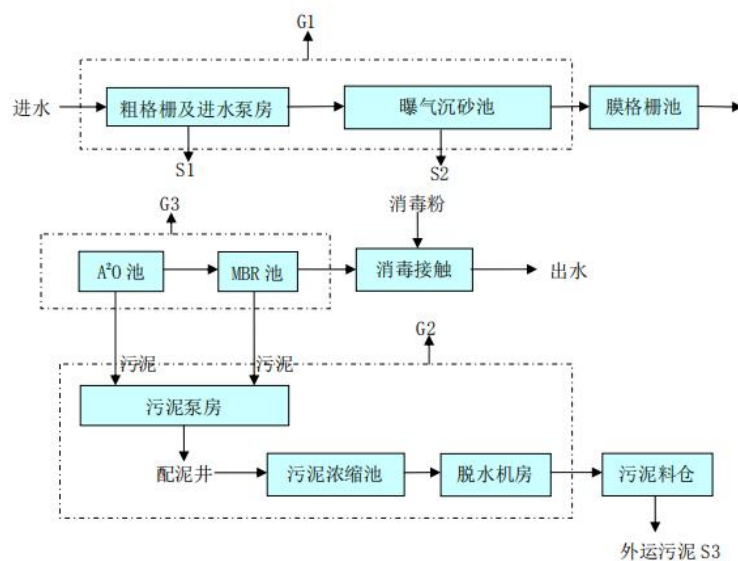 G1
进水
粗格栅及进水泵房
曝气沉砂池
膜格栅池
S1
S2
G3
消毒粉
A²O 池
MBR 池
消毒接触
出水
G2
污泥
污泥
污泥泵房
配泥井
污泥浓缩池
脱水机房
污泥料仓
外运污泥 S3